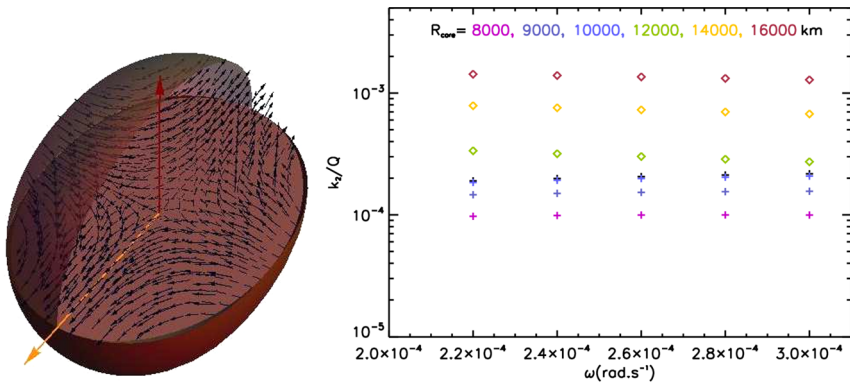 R_core = 8000, 9000, 10000, 12000, 14000, 16000 km
10⁻³
k₂/Q
10⁻⁴
10⁻⁵
2.0×10⁻⁴ 2.2×10⁻⁴ 2.4×10⁻⁴ 2.6×10⁻⁴ 2.8×10⁻⁴ 3.0×10⁻⁴
ω(rad.s⁻¹)